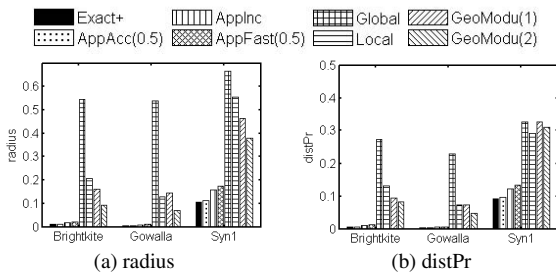 Exact+ AppInc Global GeoModu(1)
AppAcc(0.5) AppFast(0.5) Local GeoModu(2)
radius
0.6
0.5
0.4
0.3
0.2
0.1
0
Brightkite Gowalla Syn1
(a) radius
distPr
0.5
0.4
0.3
0.2
0.1
0
Brightkite Gowalla Syn1
(b) distPr